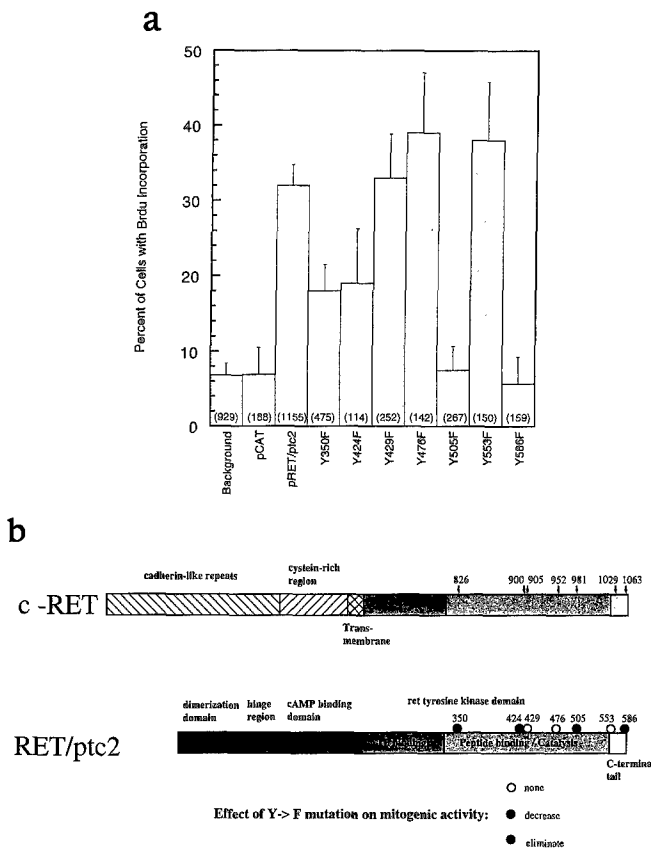 a
50
40
30
20
10
0
Percent of Cells with Brdu Incorporation
(929) (188) (1155) (475) (114) (252) (142) (267) (150) (159)
Background
pCAT
pRET/ptc2
Y350F
Y424F
Y429F
Y476F
Y505F
Y553F
Y586F
b
cadherin-like repeats
cystein-rich
region
826 900 905 952 981 1029 1063
c -RET
Trans-
membrane
dimerization
domain
hinge
region
cAMP binding
domain
ret tyrosine kinase domain
350 424 429 476 505 553 586
RET/ptc2
Peptide binding / Catalysis
C-terminal
tail
Effect of Y-> F mutation on mitogenic activity:
none
decrease
eliminate